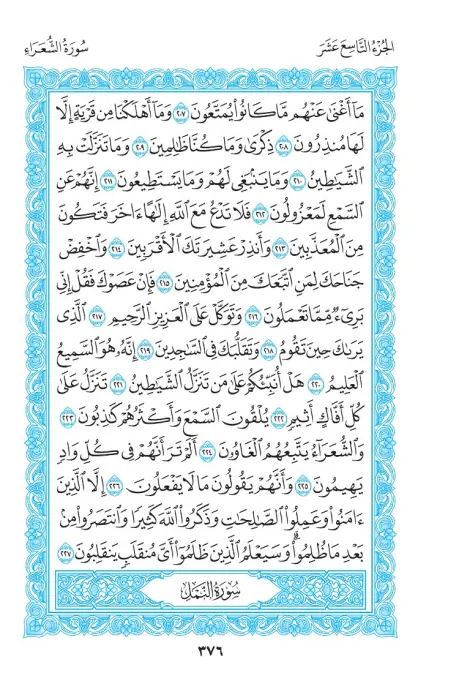 الجزء التاسع عشر
سورة الشعراء
مَآ أَغْنَىٰ عَنْهُم مَّا كَانُوا۟ يُمَتَّعُونَ ٢٠٧ وَمَآ أَهْلَكْنَا مِن قَرْيَةٍ إِلَّا
لَهَا مُنذِرُونَ ٢٠٨ ذِكْرَىٰ وَمَا كُنَّا ظَٰلِمِينَ ٢٠٩ وَمَا تَنَزَّلَتْ بِهِ
ٱلشَّيَٰطِينُ ٢١٠ وَمَا يَنۢبَغِى لَهُمْ وَمَا يَسْتَطِيعُونَ ٢١١ إِنَّهُمْ عَنِ
ٱلسَّمْعِ لَمَعْزُولُونَ ٢١٢ فَلَا تَدْعُ مَعَ ٱللَّهِ إِلَٰهًا ءَاخَرَ فَتَكُونَ
مِنَ ٱلْمُعَذَّبِينَ ٢١٣ وَأَنذِرْ عَشِيرَتَكَ ٱلْأَقْرَبِينَ ٢١٤ وَٱخْفِضْ
جَنَاحَكَ لِمَنِ ٱتَّبَعَكَ مِنَ ٱلْمُؤْمِنِينَ ٢١٥ فَإِنْ عَصَوْكَ فَقُلْ إِنِّى
بَرِىٓءٌ مِّمَّا تَعْمَلُونَ ٢١٦ وَتَوَكَّلْ عَلَى ٱلْعَزِيزِ ٱلرَّحِيمِ ٢١٧ ٱلَّذِى
يَرَىٰكَ حِينَ تَقُومُ ٢١٨ وَتَقَلُّبَكَ فِى ٱلسَّٰجِدِينَ ٢١٩ إِنَّهُۥ هُوَ ٱلسَّمِيعُ
ٱلْعَلِيمُ ٢٢٠ هَلْ أُنَبِّئُكُمْ عَلَىٰ مَن تَنَزَّلُ ٱلشَّيَٰطِينُ ٢٢١ تَنَزَّلُ عَلَىٰ
كُلِّ أَفَّاكٍ أَثِيمٍ ٢٢٢ يُلْقُونَ ٱلسَّمْعَ وَأَكْثَرُهُمْ كَٰذِبُونَ ٢٢٣
وَٱلشُّعَرَآءُ يَتَّبِعُهُمُ ٱلْغَاوُۥنَ ٢٢٤ أَلَمْ تَرَ أَنَّهُمْ فِى كُلِّ وَادٍ
يَهِيمُونَ ٢٢٥ وَأَنَّهُمْ يَقُولُونَ مَا لَا يَفْعَلُونَ ٢٢٦ إِلَّا ٱلَّذِينَ
ءَامَنُوا۟ وَعَمِلُوا۟ ٱلصَّٰلِحَٰتِ وَذَكَرُوا۟ ٱللَّهَ كَثِيرًا وَٱنتَصَرُوا۟ مِنۢ
بَعْدِ مَا ظُلِمُوا۟ۗ وَسَيَعْلَمُ ٱلَّذِينَ ظَلَمُوٓا۟ أَىَّ مُنقَلَبٍ يَنقَلِبُونَ ٢٢٧
سورة النمل
٣٧٦